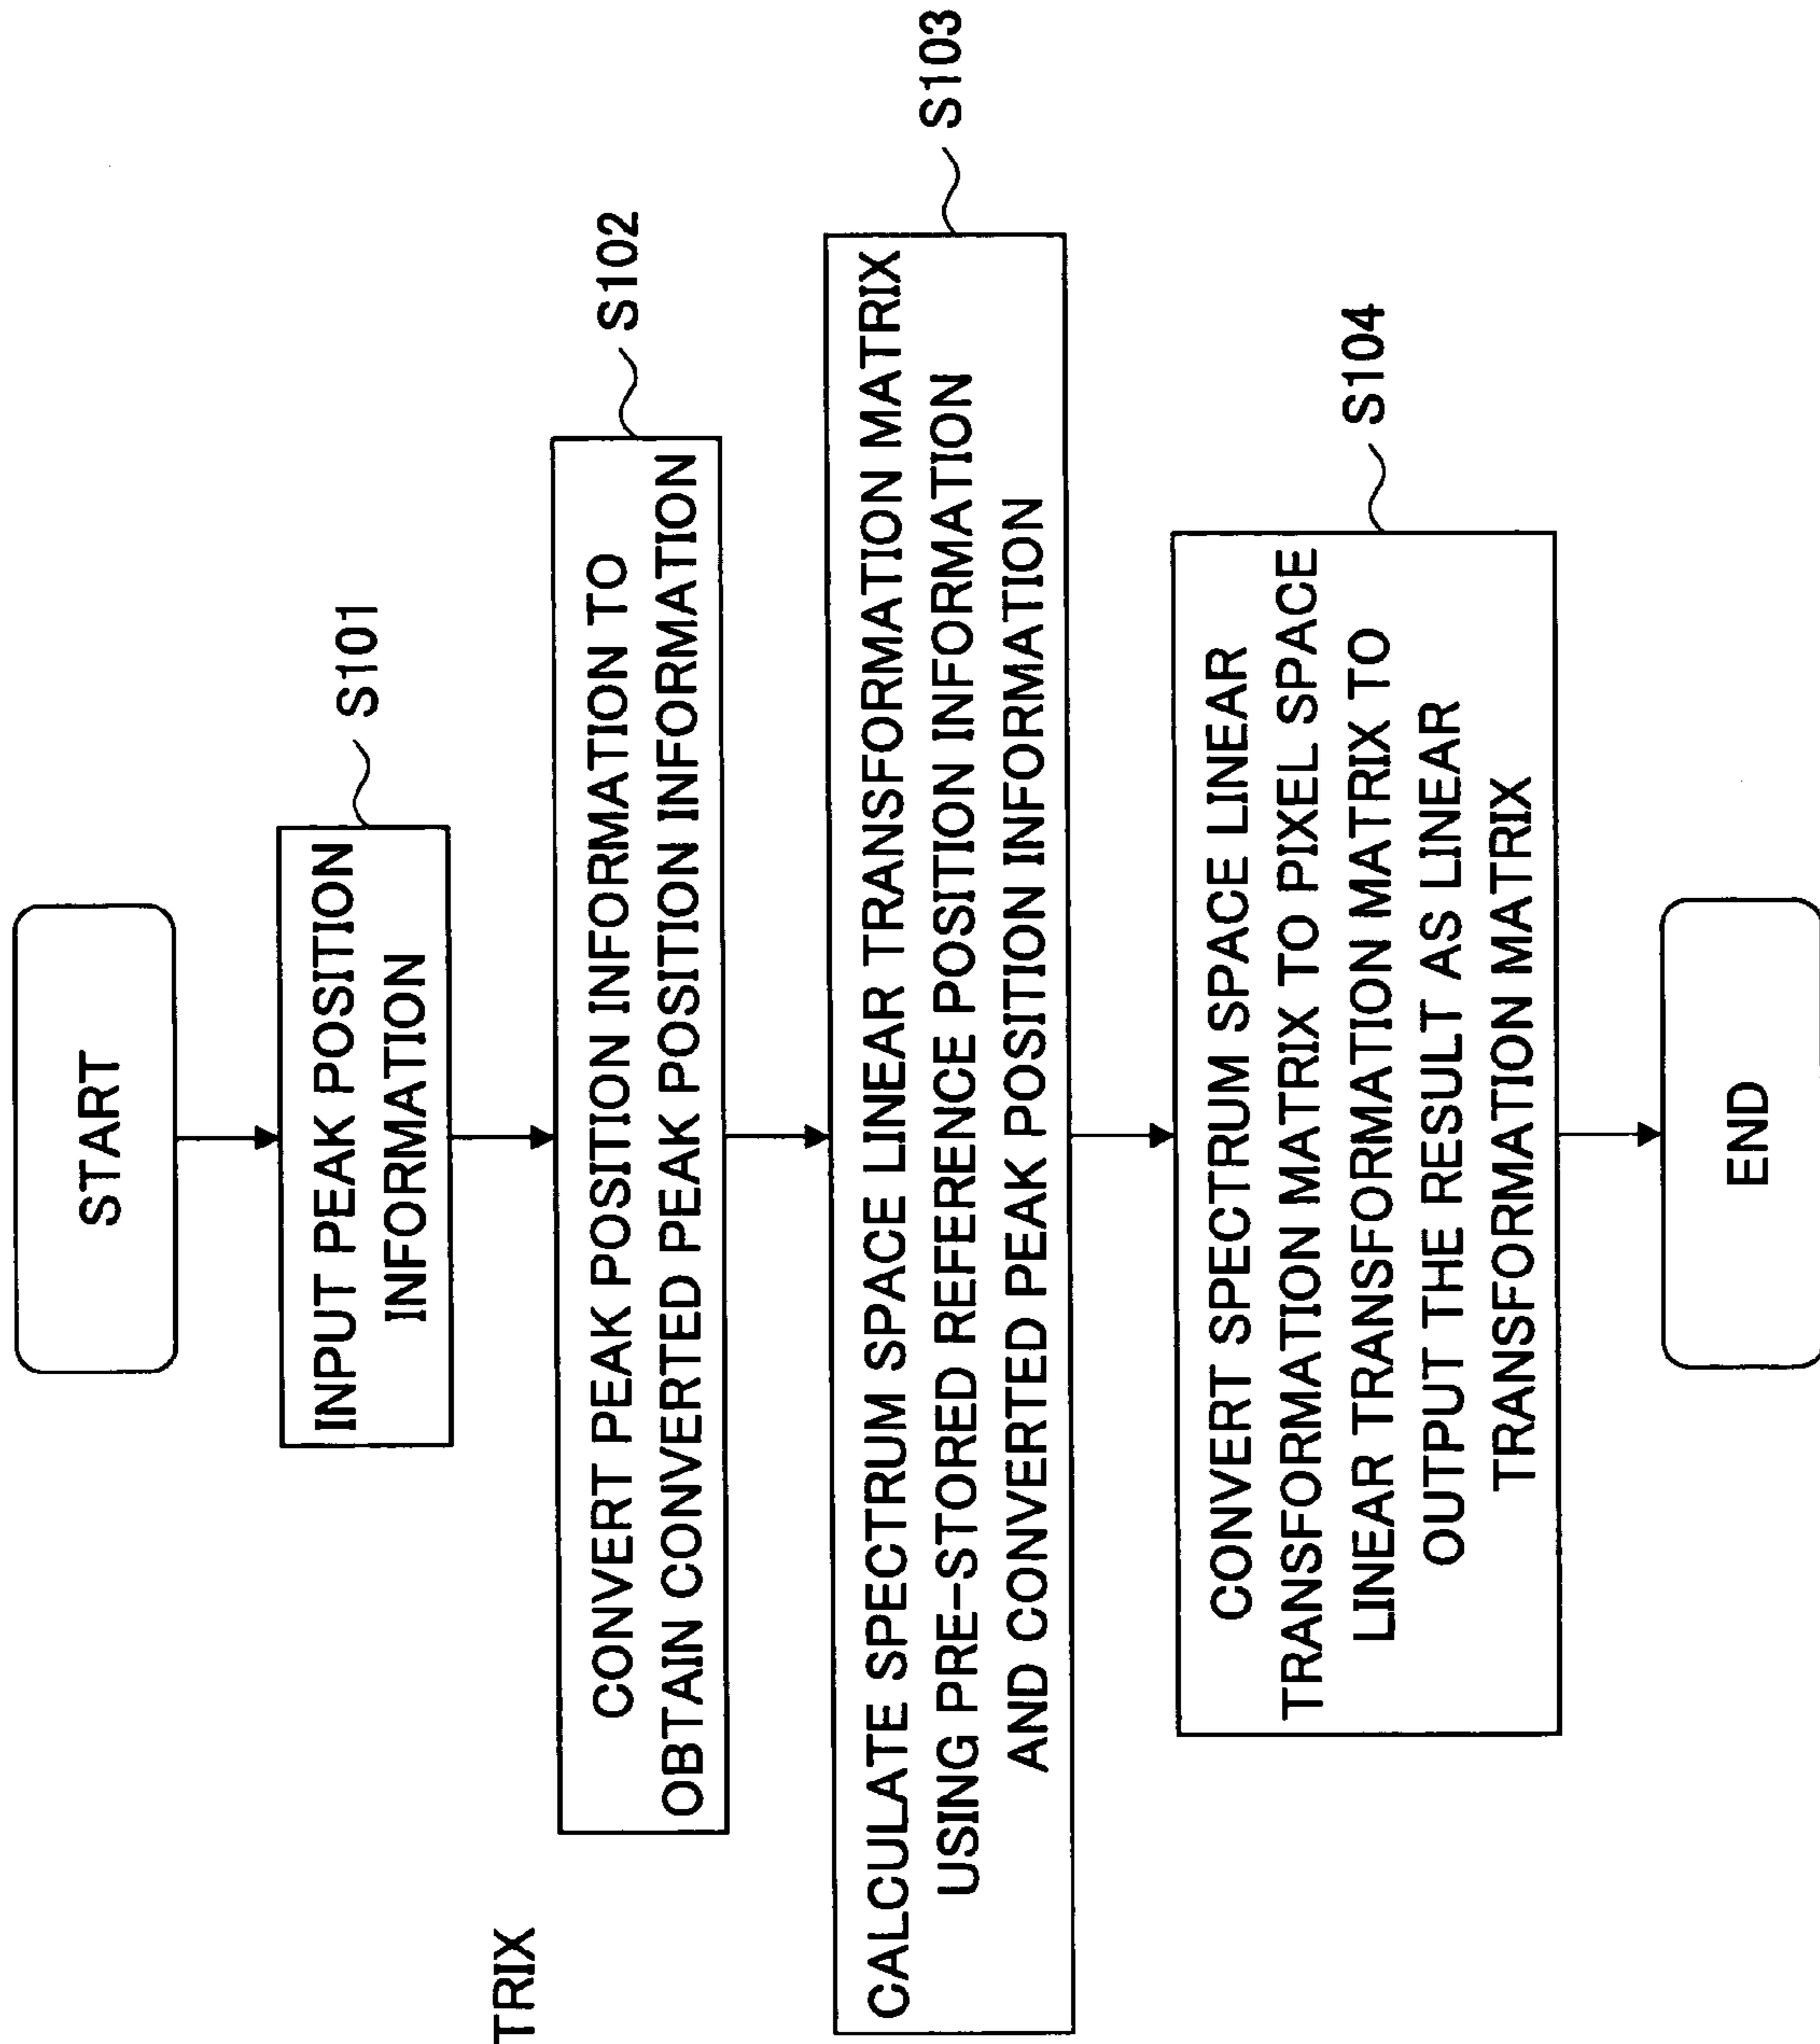 START
INPUT PEAK POSITION
INFORMATION
S101
CONVERT PEAK POSITION INFORMATION TO
OBTAIN CONVERTED PEAK POSITION INFORMATION
S102
CALCULATE SPECTRUM SPACE LINEAR TRANSFORMATION MATRIX
USING PRE-STORED REFERENCE POSITION INFORMATION
AND CONVERTED PEAK POSITION INFORMATION
S103
CONVERT SPECTRUM SPACE LINEAR
TRANSFORMATION MATRIX TO PIXEL SPACE
LINEAR TRANSFORMATION MATRIX TO
OUTPUT THE RESULT AS LINEAR
TRANSFORMATION MATRIX
S104
END
TRIX